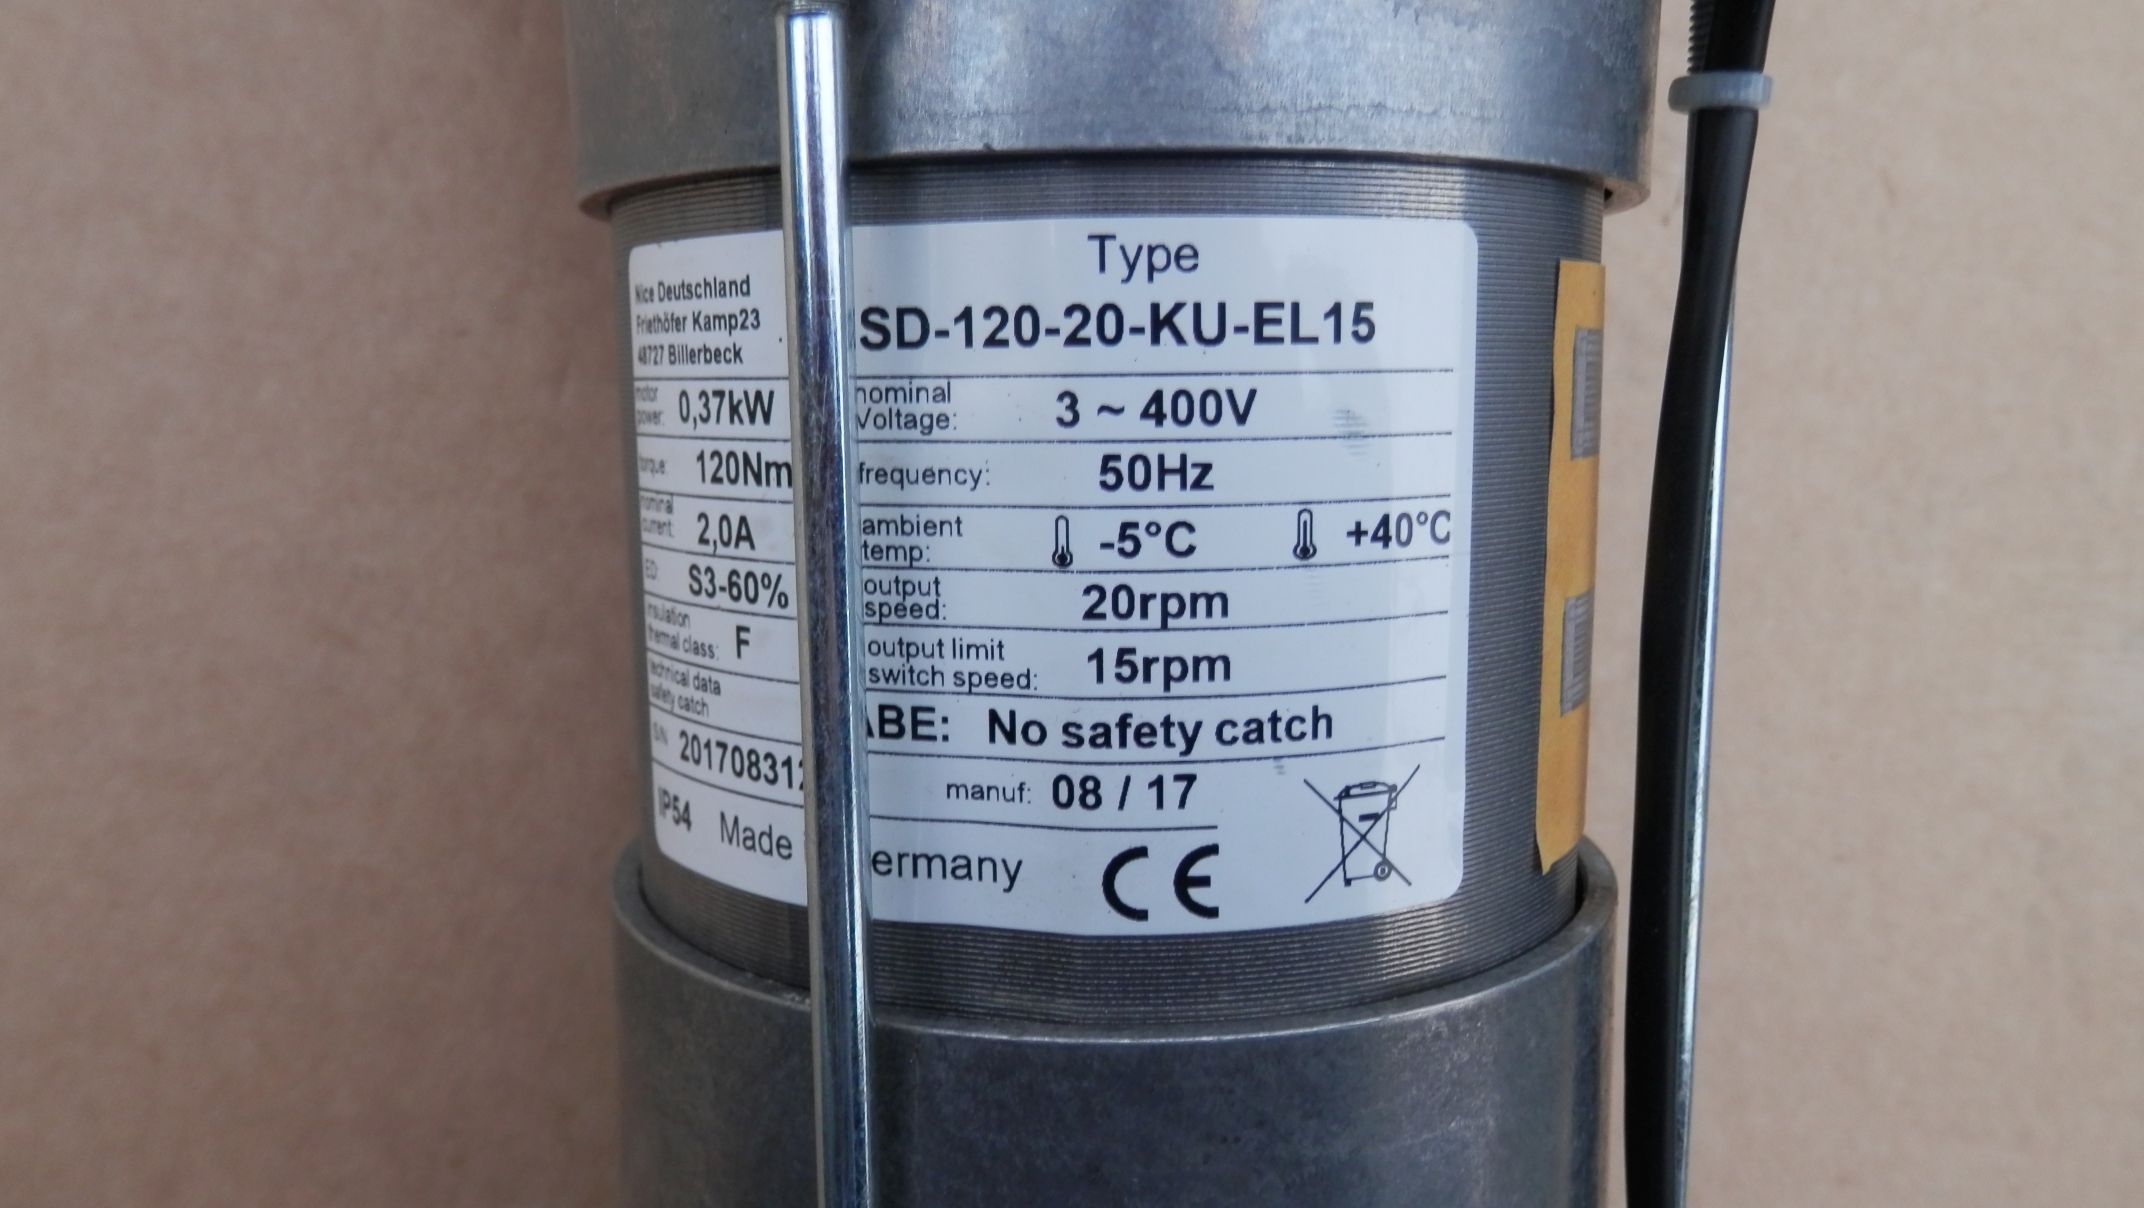 Nice Deutschland
Friethöfer Kamp23
48727 Billerbeck
Type
SD-120-20-KU-EL15
motor power: 0,37kW
nominal Voltage: 3 ~ 400V
torque: 120Nm
frequency: 50Hz
nominal current: 2,0A
ambient temp: -5°C +40°C
ED: S3-60%
output speed: 20rpm
insulation thermal class: F
output limit switch speed: 15rpm
technical data safety catch
ABE: No safety catch
S/N 201708312
manuf: 08 / 17
IP54 Made ermany
CE